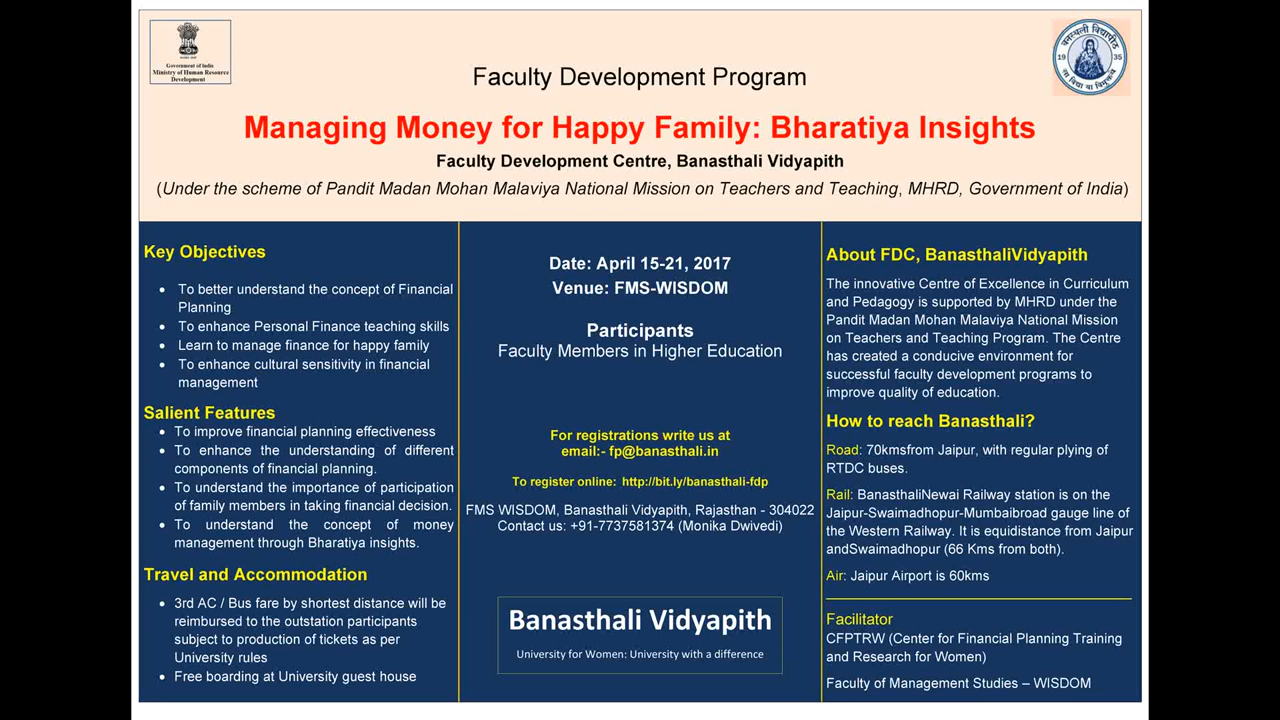 Government of India
Ministry of Human Resource
Development
वनस्थली विद्यापीठ
1935
सा विद्या या विमुक्तये
Faculty Development Program
Managing Money for Happy Family: Bharatiya Insights
Faculty Development Centre, Banasthali Vidyapith
(Under the scheme of Pandit Madan Mohan Malaviya National Mission on Teachers and Teaching, MHRD, Government of India)
Key Objectives
• To better understand the concept of Financial
Planning
• To enhance Personal Finance teaching skills
• Learn to manage finance for happy family
• To enhance cultural sensitivity in financial
management
Salient Features
• To improve financial planning effectiveness
• To enhance the understanding of different
components of financial planning.
• To understand the importance of participation
of family members in taking financial decision.
• To understand the concept of money
management through Bharatiya insights.
Travel and Accommodation
• 3rd AC / Bus fare by shortest distance will be
reimbursed to the outstation participants
subject to production of tickets as per
University rules
• Free boarding at University guest house
Date: April 15-21, 2017
Venue: FMS-WISDOM
Participants
Faculty Members in Higher Education
For registrations write us at
email:- fp@banasthali.in
To register online: http://bit.ly/banasthali-fdp
FMS WISDOM, Banasthali Vidyapith, Rajasthan - 304022
Contact us: +91-7737581374 (Monika Dwivedi)
Banasthali Vidyapith
University for Women: University with a difference
About FDC, BanasthaliVidyapith
The innovative Centre of Excellence in Curriculum
and Pedagogy is supported by MHRD under the
Pandit Madan Mohan Malaviya National Mission
on Teachers and Teaching Program. The Centre
has created a conducive environment for
successful faculty development programs to
improve quality of education.
How to reach Banasthali?
Road: 70kmsfrom Jaipur, with regular plying of
RTDC buses.
Rail: BanasthaliNewai Railway station is on the
Jaipur-Swaimadhopur-Mumbaibroad gauge line of
the Western Railway. It is equidistance from Jaipur
andSwaimadhopur (66 Kms from both).
Air: Jaipur Airport is 60kms
Facilitator
CFPTRW (Center for Financial Planning Training
and Research for Women)
Faculty of Management Studies – WISDOM